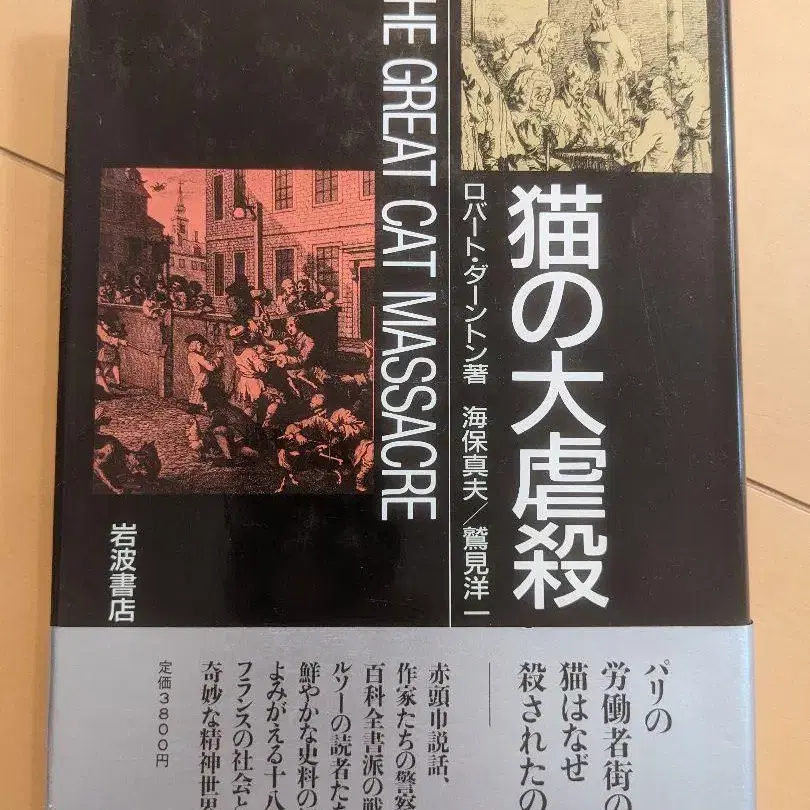 THE GREAT CAT MASSACRE
猫の大虐殺
ロバート・ダーントン著 海保真夫／鷲見洋一
岩波書店
パリの
労働者街の
猫はなぜ
殺されたの
赤頭巾説話、
作家たちの警察
百科全書派の戦
ルソーの読者たち
鮮やかな史料の
よみがえる十八
フランスの社会と
奇妙な精神世界
定価3800円